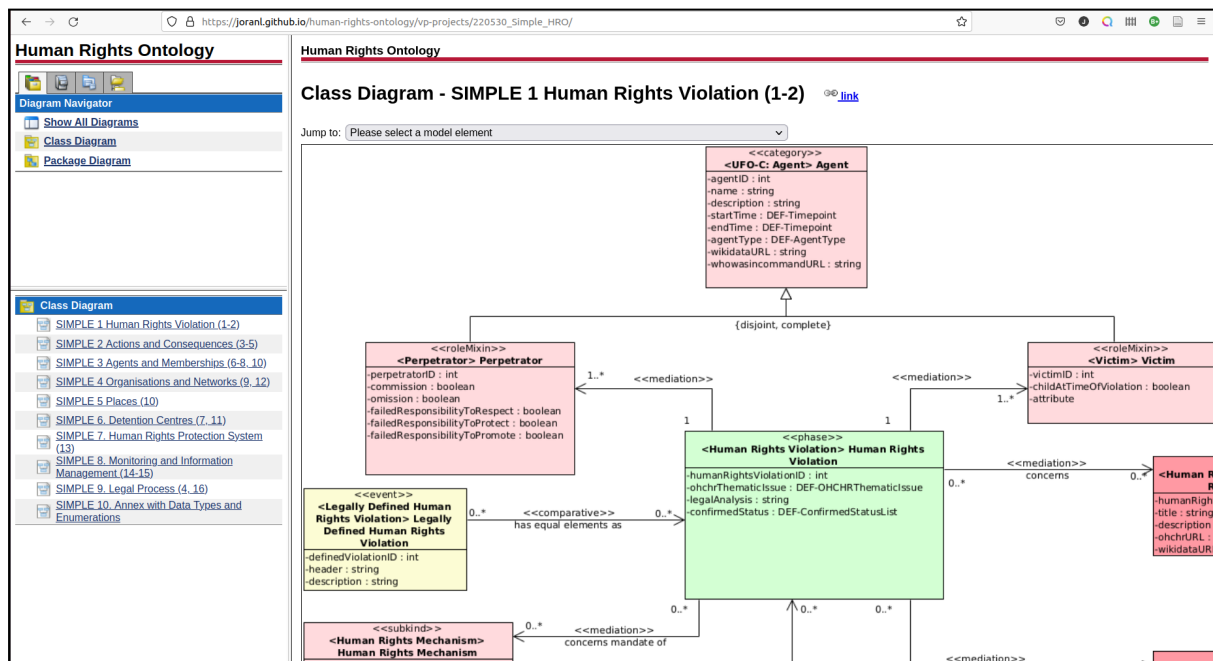 https://joranl.github.io/human-rights-ontology/vp-projects/220530_Simple_HRO/
Human Rights Ontology
Diagram Navigator
Show All Diagrams
Class Diagram
Package Diagram
Class Diagram
SIMPLE 1 Human Rights Violation (1-2)
SIMPLE 2 Actions and Consequences (3-5)
SIMPLE 3 Agents and Memberships (6-8, 10)
SIMPLE 4 Organisations and Networks (9, 12)
SIMPLE 5 Places (10)
SIMPLE 6. Detention Centres (7, 11)
SIMPLE 7. Human Rights Protection System
(13)
SIMPLE 8. Monitoring and Information
Management (14-15)
SIMPLE 9. Legal Process (4, 16)
SIMPLE 10. Annex with Data Types and
Enumerations
Human Rights Ontology
Class Diagram - SIMPLE 1 Human Rights Violation (1-2) link
Jump to: Please select a model element
<<category>>
<UFO-C: Agent> Agent
-agentID : int
-name : string
-description : string
-startTime : DEF-Timepoint
-endTime : DEF-Timepoint
-agentType : DEF-AgentType
-wikidataURL : string
-whowasincommandURL : string
{disjoint, complete}
<<roleMixin>>
<Perpetrator> Perpetrator
-perpetratorID : int
-commission : boolean
-omission : boolean
-failedResponsibilityToRespect : boolean
-failedResponsibilityToProtect : boolean
-failedResponsibilityToPromote : boolean
1..*
<<mediation>>
1
<<mediation>>
1
1..*
<<roleMixin>>
<Victim> Victim
-victimID : int
-childAtTimeOfViolation : boolean
-attribute
<<phase>>
<Human Rights Violation> Human Rights
Violation
-humanRightsViolationID : int
-ohchrThematicIssue : DEF-OHCHRThematicIssue
-legalAnalysis : string
-confirmedStatus : DEF-ConfirmedStatusList
<<mediation>>
concerns
0..*
0..*
<Human R
R
-humanRigh
-title : string
-description
-ohchrURL :
-wikidataUR
<<event>>
<Legally Defined Human
Rights Violation> Legally
Defined Human Rights
Violation
-definedViolationID : int
-header : string
-description : string
0..*
<<comparative>>
has equal elements as
0..*
0..*
0..*
0..*
<<subkind>>
<Human Rights Mechanism>
Human Rights Mechanism
0..*
<<mediation>>
concerns mandate of
<<mediation>>